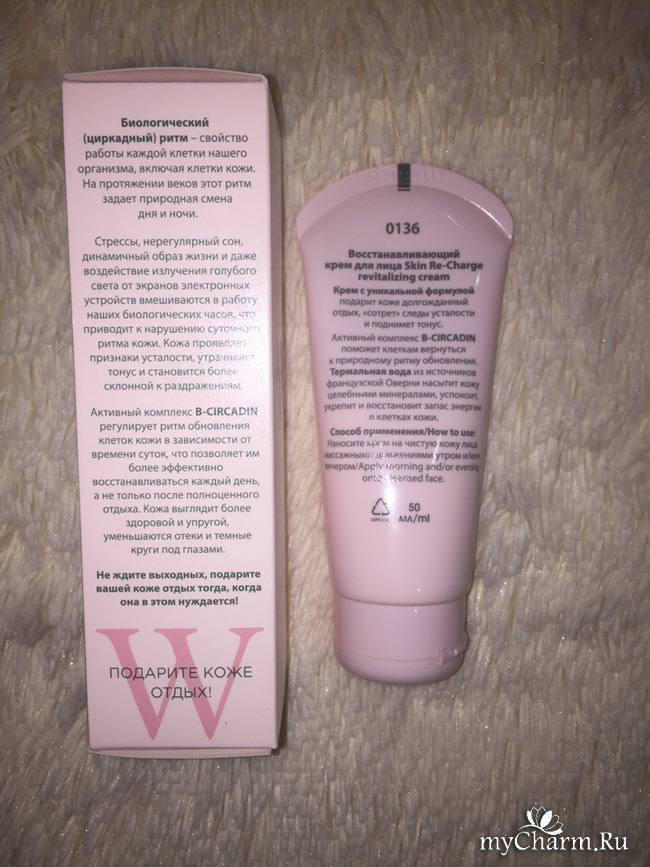 Биологический
(циркадный) ритм – свойство
работы каждой клетки нашего
организма, включая клетки кожи.
На протяжении веков этот ритм
задает природная смена
дня и ночи.
Стрессы, нерегулярный сон,
динамичный образ жизни и даже
воздействие излучения голубого
света от экранов электронных
устройств вмешиваются в работу
наших биологических часов, что
приводит к нарушению суточного
ритма кожи. Кожа проявляет
признаки усталости, утрачивает
тонус и становится более
склонной к раздражениям.
Активный комплекс B-CIRCADIN
регулирует ритм обновления
клеток кожи в зависимости от
времени суток, что позволяет им
более эффективно
восстанавливаться каждый день,
а не только после полноценного
отдыха. Кожа выглядит более
здоровой и упругой,
уменьшаются отеки и темные
круги под глазами.
Не ждите выходных, подарите
вашей коже отдых тогда, когда
она в этом нуждается!
W
ПОДАРИТЕ КОЖЕ
ОТДЫХ!
0136
Восстанавливающий
крем для лица Skin Re-Charge
revitalizing cream
Крем с уникальной формулой
подарит коже долгожданный
отдых, «сотрет» следы усталости
и поднимет тонус.
Активный комплекс B-CIRCADIN
поможет клеткам вернуться
к природному ритму обновления.
Термальная вода из источников
французской Оверни насытит кожу
целебными минералами, успокоит,
укрепит и восстановит запас энергии
в клетках кожи.
Способ применения/How to use:
Наносите крем на чистую кожу лица
массажными движениями утром и/или
вечером/Apply morning and/or evening
onto cleansed face.
50
мл/ml
myCharm.Ru